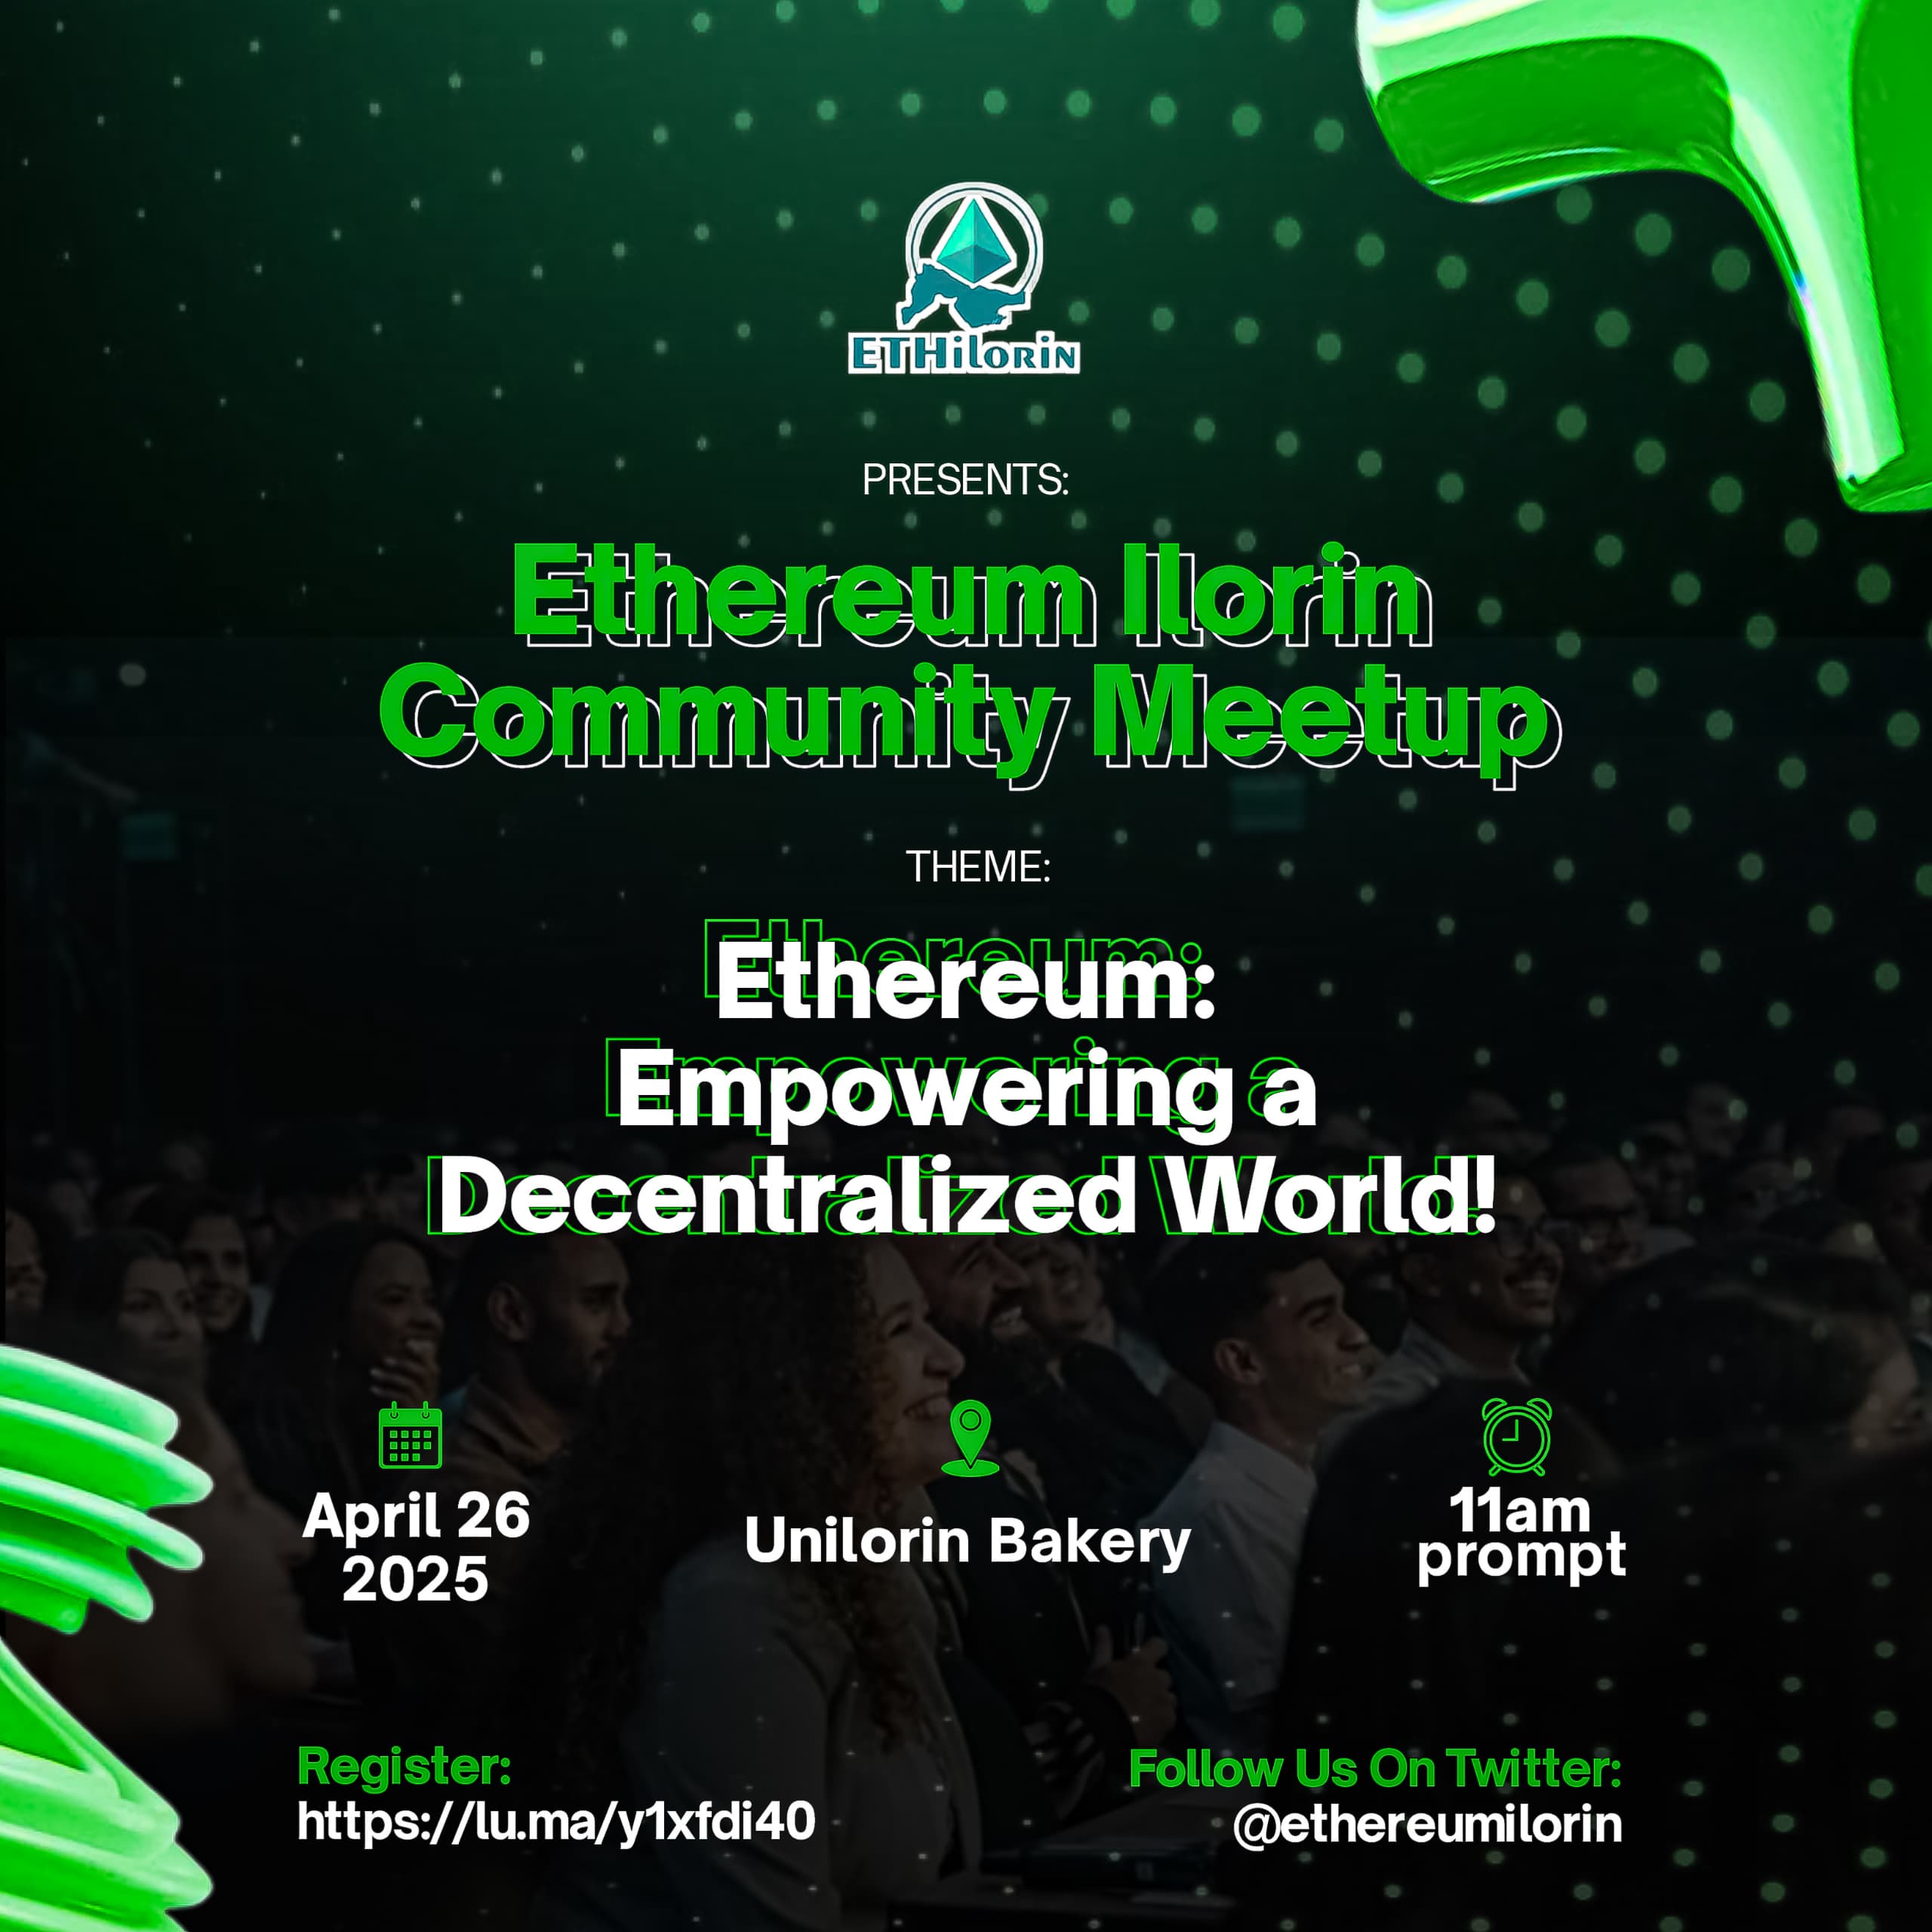 ETHilorin
PRESENTS:
Ethereum Ilorin
Community Meetup
THEME:
Ethereum:
Empowering a
Decentralized World!
April 26
2025
Unilorin Bakery
11am
prompt
Register:
https://lu.ma/y1xfdi40
Follow Us On Twitter:
@ethereumilorin